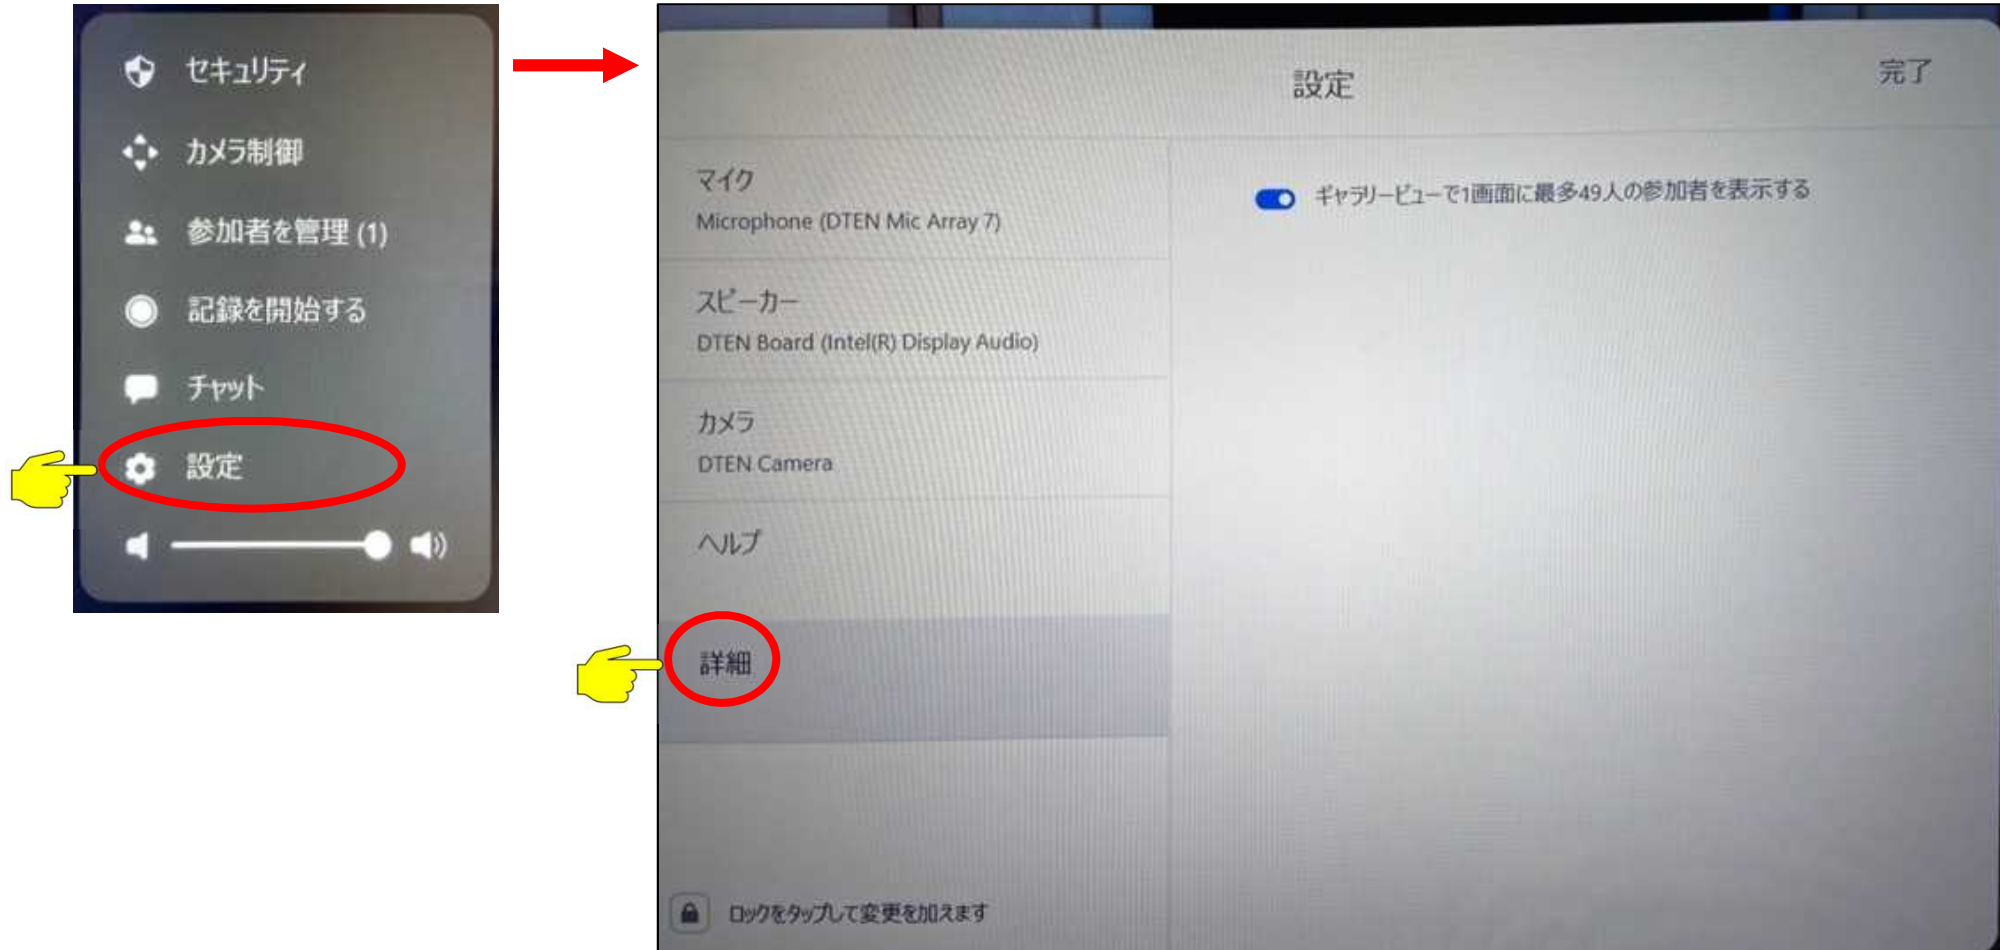 セキュリティ
カメラ制御
参加者を管理 (1)
記録を開始する
チャット
設定
設定
完了
マイク
Microphone (DTEN Mic Array 7)
スピーカー
DTEN Board (Intel(R) Display Audio)
カメラ
DTEN Camera
ヘルプ
詳細
ロックをタップして変更を加えます
ギャラリービューで1画面に最多49人の参加者を表示する